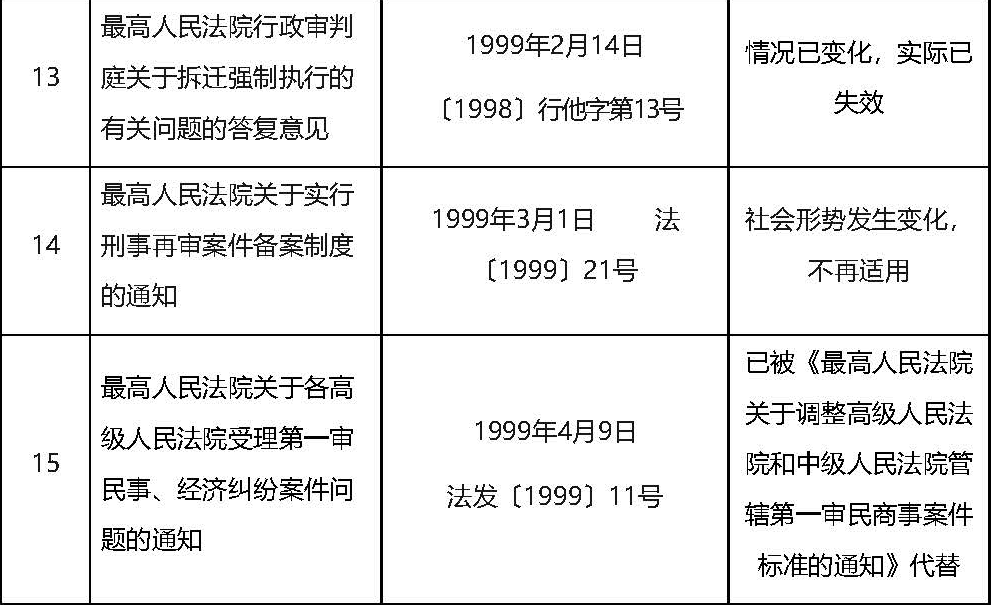 13
最高人民法院行政审判
庭关于拆迁强制执行的
有关问题的答复意见
1999年2月14日
〔1998〕行他字第13号
情况已变化，实际已
失效
14
最高人民法院关于实行
刑事再审案件备案制度
的通知
1999年3月1日 法
〔1999〕21号
社会形势发生变化，
不再适用
15
最高人民法院关于各高
级人民法院受理第一审
民事、经济纠纷案件问
题的通知
1999年4月9日
法发〔1999〕11号
已被《最高人民法院
关于调整高级人民法
院和中级人民法院管
辖第一审民商事案件
标准的通知》代替